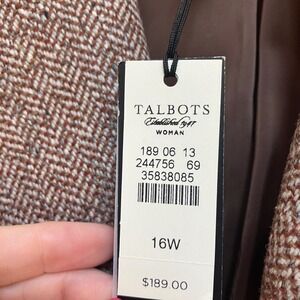 TALBOTS
Established 1947
WOMAN
189 06 13
244756 69
35838085
16W
$189.00